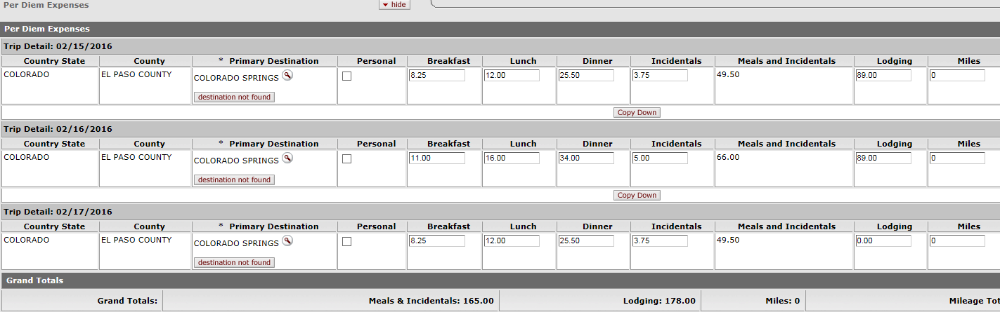 Per Diem Expenses hide
Per Diem Expenses
Trip Detail: 02/15/2016
Country State County * Primary Destination Personal Breakfast Lunch Dinner Incidentals Meals and Incidentals Lodging Miles
COLORADO EL PASO COUNTY COLORADO SPRINGS 8.25 12.00 25.50 3.75 49.50 89.00 0
destination not found
Copy Down
Trip Detail: 02/16/2016
Country State County * Primary Destination Personal Breakfast Lunch Dinner Incidentals Meals and Incidentals Lodging Miles
COLORADO EL PASO COUNTY COLORADO SPRINGS 11.00 16.00 34.00 5.00 66.00 89.00 0
destination not found
Copy Down
Trip Detail: 02/17/2016
Country State County * Primary Destination Personal Breakfast Lunch Dinner Incidentals Meals and Incidentals Lodging Miles
COLORADO EL PASO COUNTY COLORADO SPRINGS 8.25 12.00 25.50 3.75 49.50 0.00 0
destination not found
Grand Totals
Grand Totals: Meals & Incidentals: 165.00 Lodging: 178.00 Miles: 0 Mileage Tot